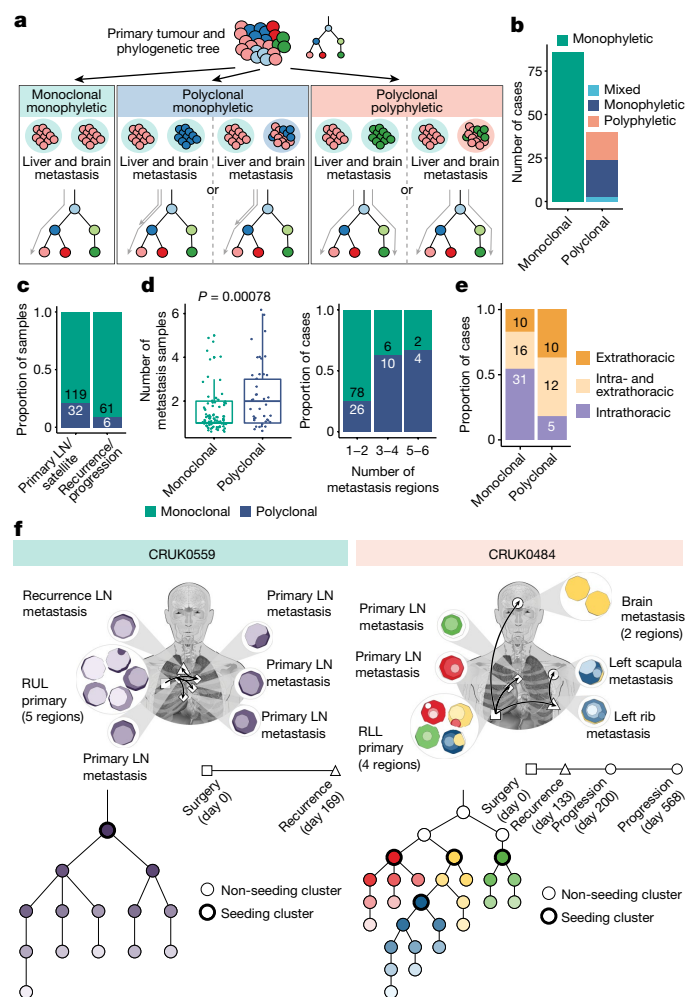 a
Primary tumour and
phylogenetic tree
Monoclonal
monophyletic
Polyclonal
monophyletic
Polyclonal
polyphyletic
Liver and brain
metastasis
Liver and brain
metastasis
or
Liver and brain
metastasis
Liver and brain
metastasis
or
Liver and brain
metastasis
b
Monophyletic
Mixed
Monophyletic
Polyphyletic
Number of cases
75
50
25
0
Monoclonal
Polyclonal
c
Proportion of samples
1.0
0.5
0
119
32
61
6
Primary LN/
satellite
Recurrence/
progression
d
P = 0.00078
Number of
metastasis samples
6
4
2
Monoclonal
Polyclonal
Proportion of cases
1.0
0.5
0
78
26
6
10
2
4
1–2
3–4
5–6
Number of
metastasis regions
Monoclonal
Polyclonal
e
Proportion of cases
1.0
0.5
0
10
16
31
10
12
5
Monoclonal
Polyclonal
Extrathoracic
Intra- and
extrathoracic
Intrathoracic
f
CRUK0559
Recurrence LN
metastasis
Primary LN
metastasis
RUL
primary
(5 regions)
Primary LN
metastasis
Primary LN
metastasis
Primary LN
metastasis
Surgery
(day 0)
Recurrence
(day 169)
Non-seeding cluster
Seeding cluster
CRUK0484
Primary LN
metastasis
Brain
metastasis
(2 regions)
Primary LN
metastasis
Left scapula
metastasis
RLL
primary
(4 regions)
Left rib
metastasis
Surgery
(day 0)
Recurrence
(day 133)
Progression
(day 200)
Progression
(day 568)
Non-seeding cluster
Seeding cluster